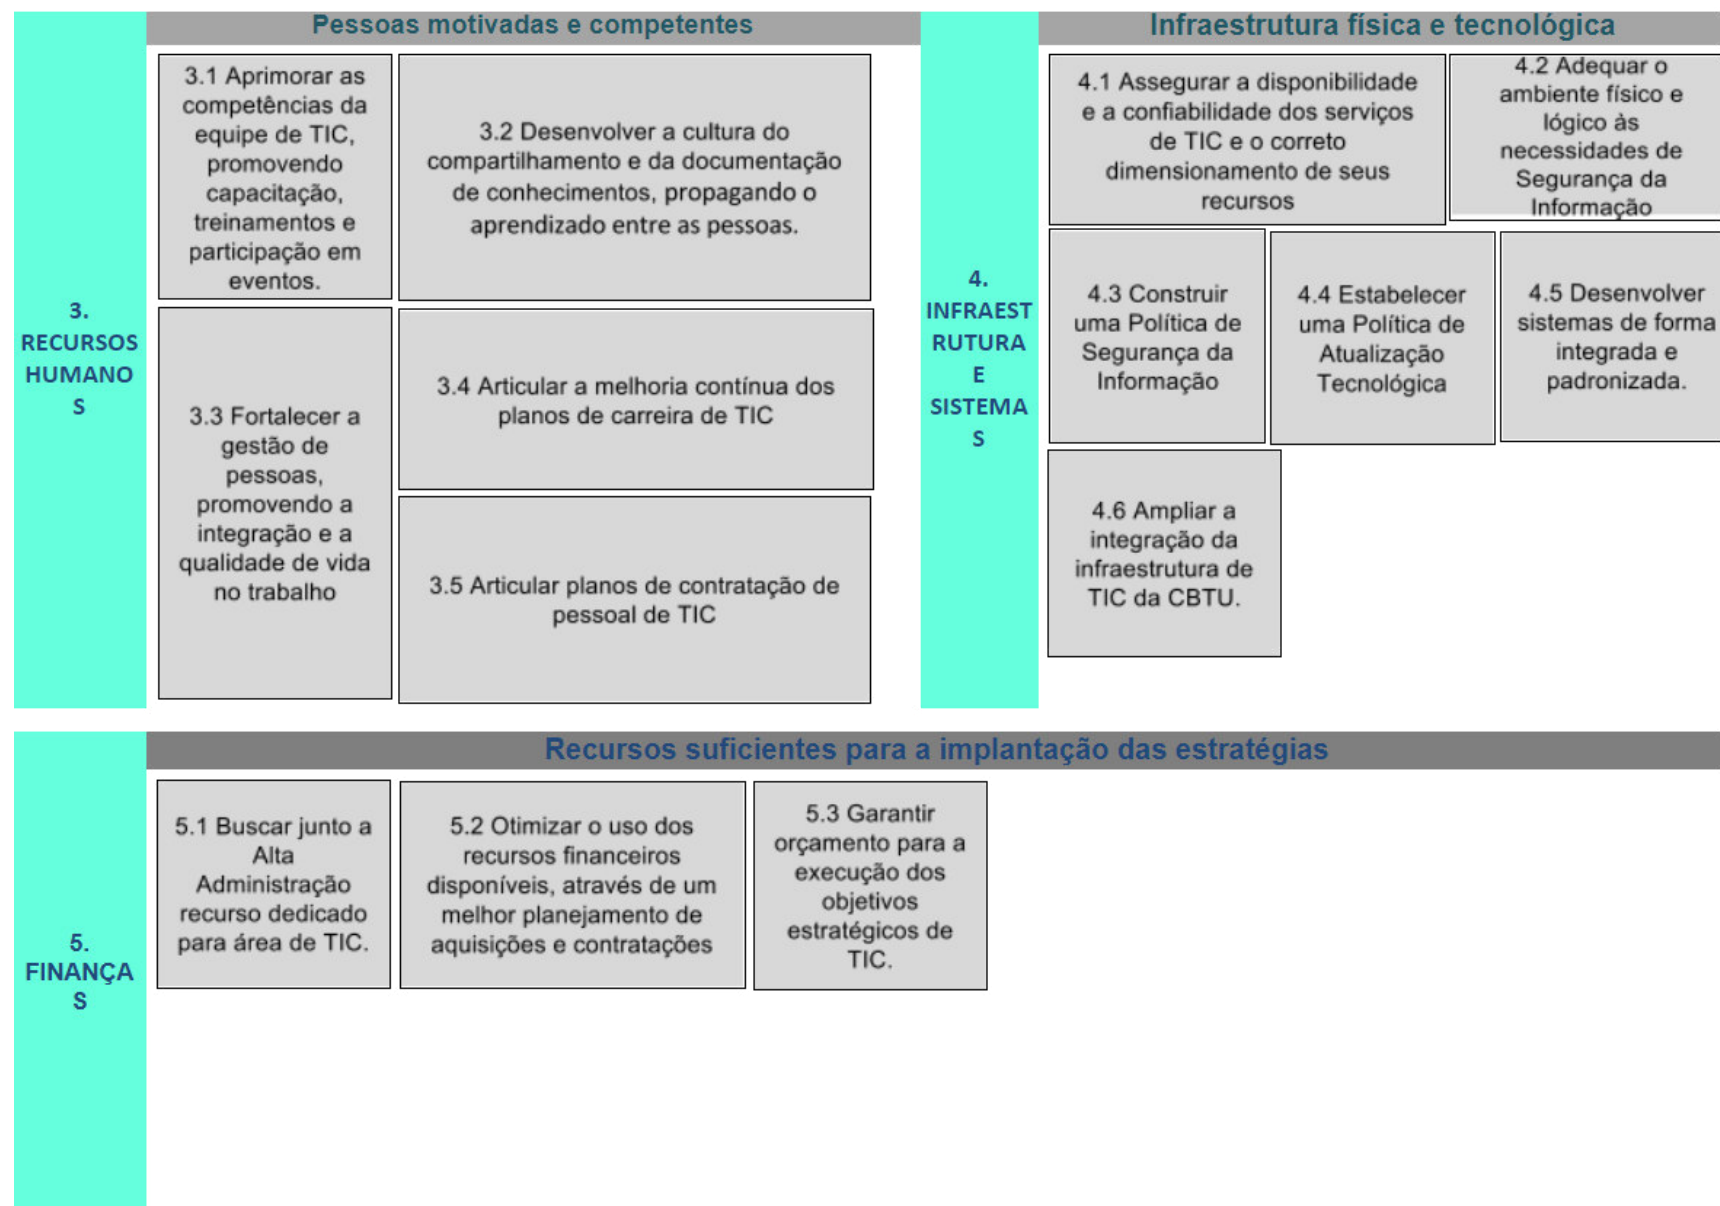 Pessoas motivadas e competentes
3.
RECURSOS
HUMANO
S
3.1 Aprimorar as
competências da
equipe de TIC,
promovendo
capacitação,
treinamentos e
participação em
eventos.
3.2 Desenvolver a cultura do
compartilhamento e da documentação
de conhecimentos, propagando o
aprendizado entre as pessoas.
3.3 Fortalecer a
gestão de
pessoas,
promovendo a
integração e a
qualidade de vida
no trabalho
3.4 Articular a melhoria contínua dos
planos de carreira de TIC
3.5 Articular planos de contratação de
pessoal de TIC
Infraestrutura física e tecnológica
4.
INFRAEST
RUTURA
E
SISTEMA
S
4.1 Assegurar a disponibilidade
e a confiabilidade dos serviços
de TIC e o correto
dimensionamento de seus
recursos
4.2 Adequar o
ambiente físico e
lógico às
necessidades de
Segurança da
Informação
4.3 Construir
uma Política de
Segurança da
Informação
4.4 Estabelecer
uma Política de
Atualização
Tecnológica
4.5 Desenvolver
sistemas de forma
integrada e
padronizada.
4.6 Ampliar a
integração da
infraestrutura de
TIC da CBTU.
Recursos suficientes para a implantação das estratégias
5.
FINANÇA
S
5.1 Buscar junto a
Alta
Administração
recurso dedicado
para área de TIC.
5.2 Otimizar o uso dos
recursos financeiros
disponíveis, através de um
melhor planejamento de
aquisições e contratações
5.3 Garantir
orçamento para a
execução dos
objetivos
estratégicos de
TIC.